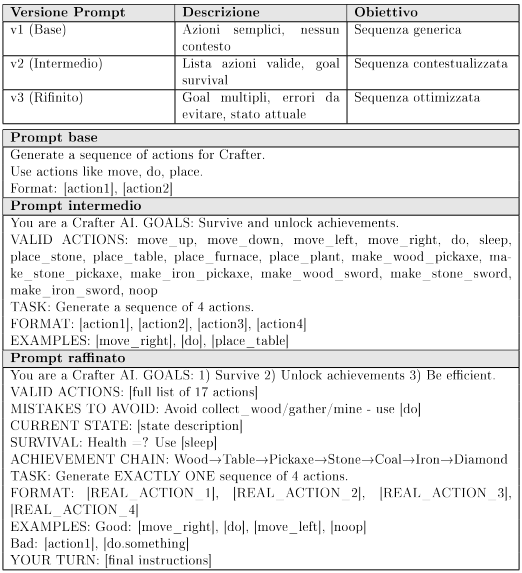 Versione Prompt Descrizione Obiettivo
v1 (Base) Azioni semplici, nessun contesto Sequenza generica
v2 (Intermedio) Lista azioni valide, goal survival Sequenza contestualizzata
v3 (Rifinito) Goal multipli, errori da evitare, stato attuale Sequenza ottimizzata
Prompt base
Generate a sequence of actions for Crafter.
Use actions like move, do, place.
Format: [action1], [action2]
Prompt intermedio
You are a Crafter AI. GOALS: Survive and unlock achievements.
VALID ACTIONS: move_up, move_down, move_left, move_right, do, sleep,
place_stone, place_table, place_furnace, place_plant, make_wood_pickaxe, ma-
ke_stone_pickaxe, make_iron_pickaxe, make_wood_sword, make_stone_sword,
make_iron_sword, noop
TASK: Generate a sequence of 4 actions.
FORMAT: [action1], [action2], [action3], [action4]
EXAMPLES: [move_right], [do], [place_table]
Prompt raffinato
You are a Crafter AI. GOALS: 1) Survive 2) Unlock achievements 3) Be efficient.
VALID ACTIONS: [full list of 17 actions]
MISTAKES TO AVOID: Avoid collect_wood/gather/mine - use [do]
CURRENT STATE: [state description]
SURVIVAL: Health =? Use [sleep]
ACHIEVEMENT CHAIN: Wood→Table→Pickaxe→Stone→Coal→Iron→Diamond
TASK: Generate EXACTLY ONE sequence of 4 actions.
FORMAT: [REAL_ACTION_1], [REAL_ACTION_2], [REAL_ACTION_3],
[REAL_ACTION_4]
EXAMPLES: Good: [move_right], [do], [move_left], [noop]
Bad: [action1], [do.something]
YOUR TURN: [final instructions]